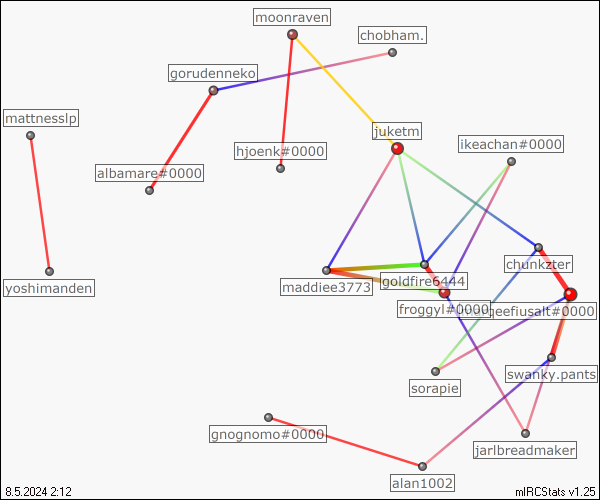 moonraven
chobham.
gorudenneko
mattnesslp
juketm
ikeachan#0000
hjoenk#0000
albamare#0000
chunkzter
goldfire6444
maddiee3773
yoshimanden
froggyl#0000
geefiusalt#0000
swanky.pants
sorapie
gnognomo#0000
jarlbreadmaker
alan1002
8.5.2024 2:12
mIRCStats v1.25